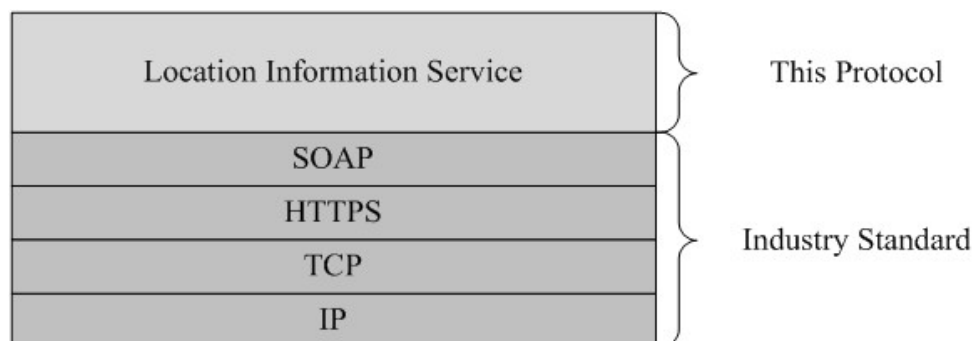 Location Information Service
This Protocol
SOAP
HTTPS
TCP
IP
Industry Standard